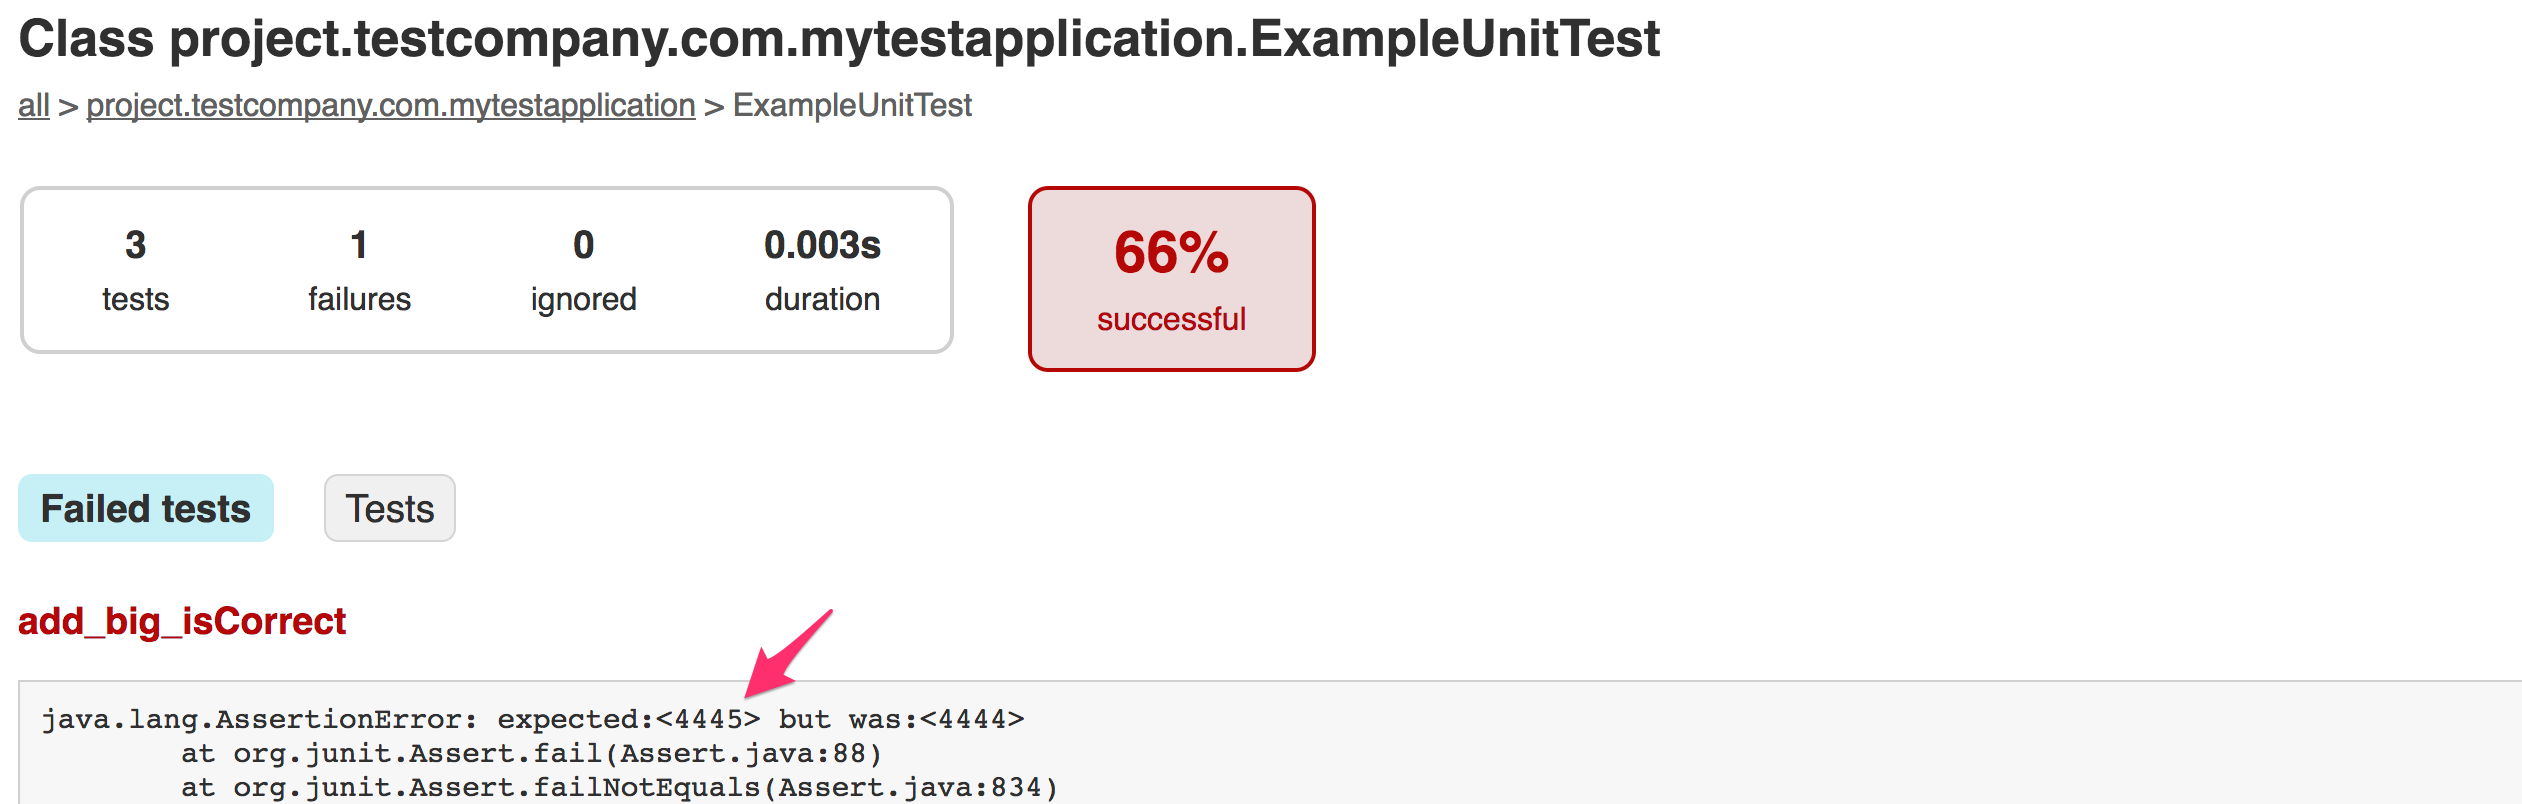 Class project.testcompany.com.mytestapplication.ExampleUnitTest
all > project.testcompany.com.mytestapplication > ExampleUnitTest
3 1 0 0.003s
tests failures ignored duration
66%
successful
Failed tests Tests
add_big_isCorrect
java.lang.AssertionError: expected:<4445> but was:<4444>
at org.junit.Assert.fail(Assert.java:88)
at org.junit.Assert.failNotEquals(Assert.java:834)